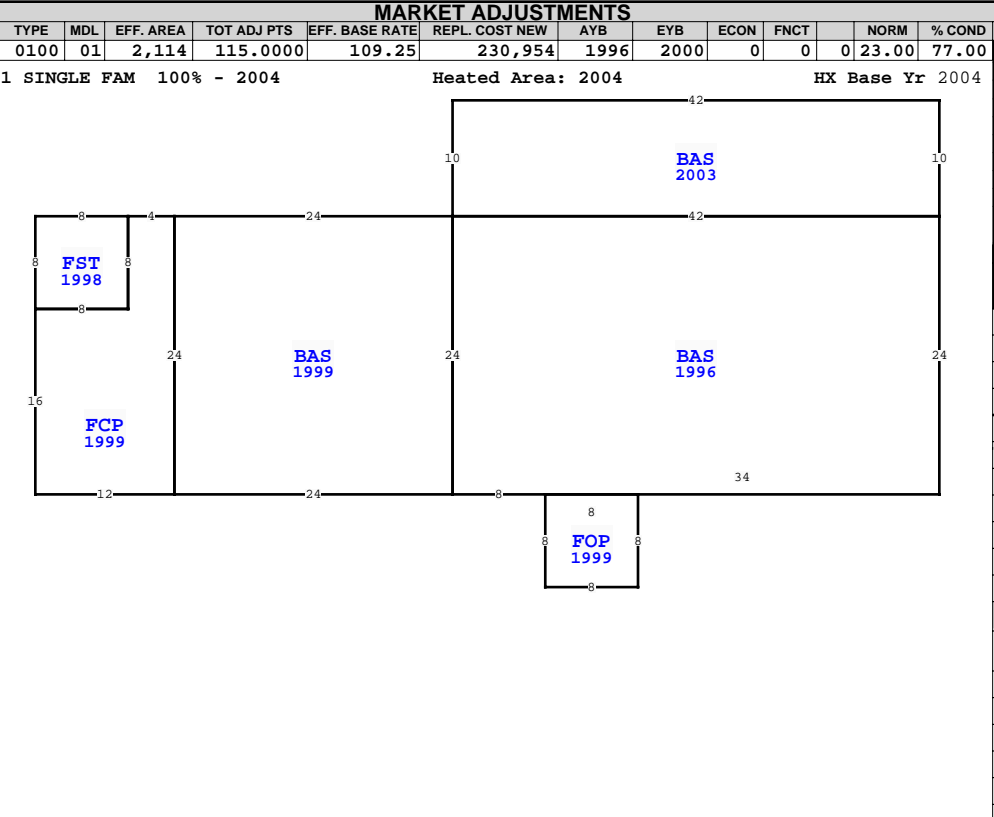 MARKET ADJUSTMENTS
TYPE MDL EFF. AREA TOT ADJ PTS EFF. BASE RATE REPL. COST NEW AYB EYB ECON FNCT NORM % COND
0100 01 2,114 115.0000 109.25 230,954 1996 2000 0 0 0 23.00 77.00
1 SINGLE FAM 100% - 2004 Heated Area: 2004 HX Base Yr 2004
42
10 BAS 10
2003
8 4 24 42
8 FST 8
1998
8
24 BAS 24 BAS 24
1999 1996
16
FCP
1999
34
12 24 8
8
8 FOP 8
1999
8